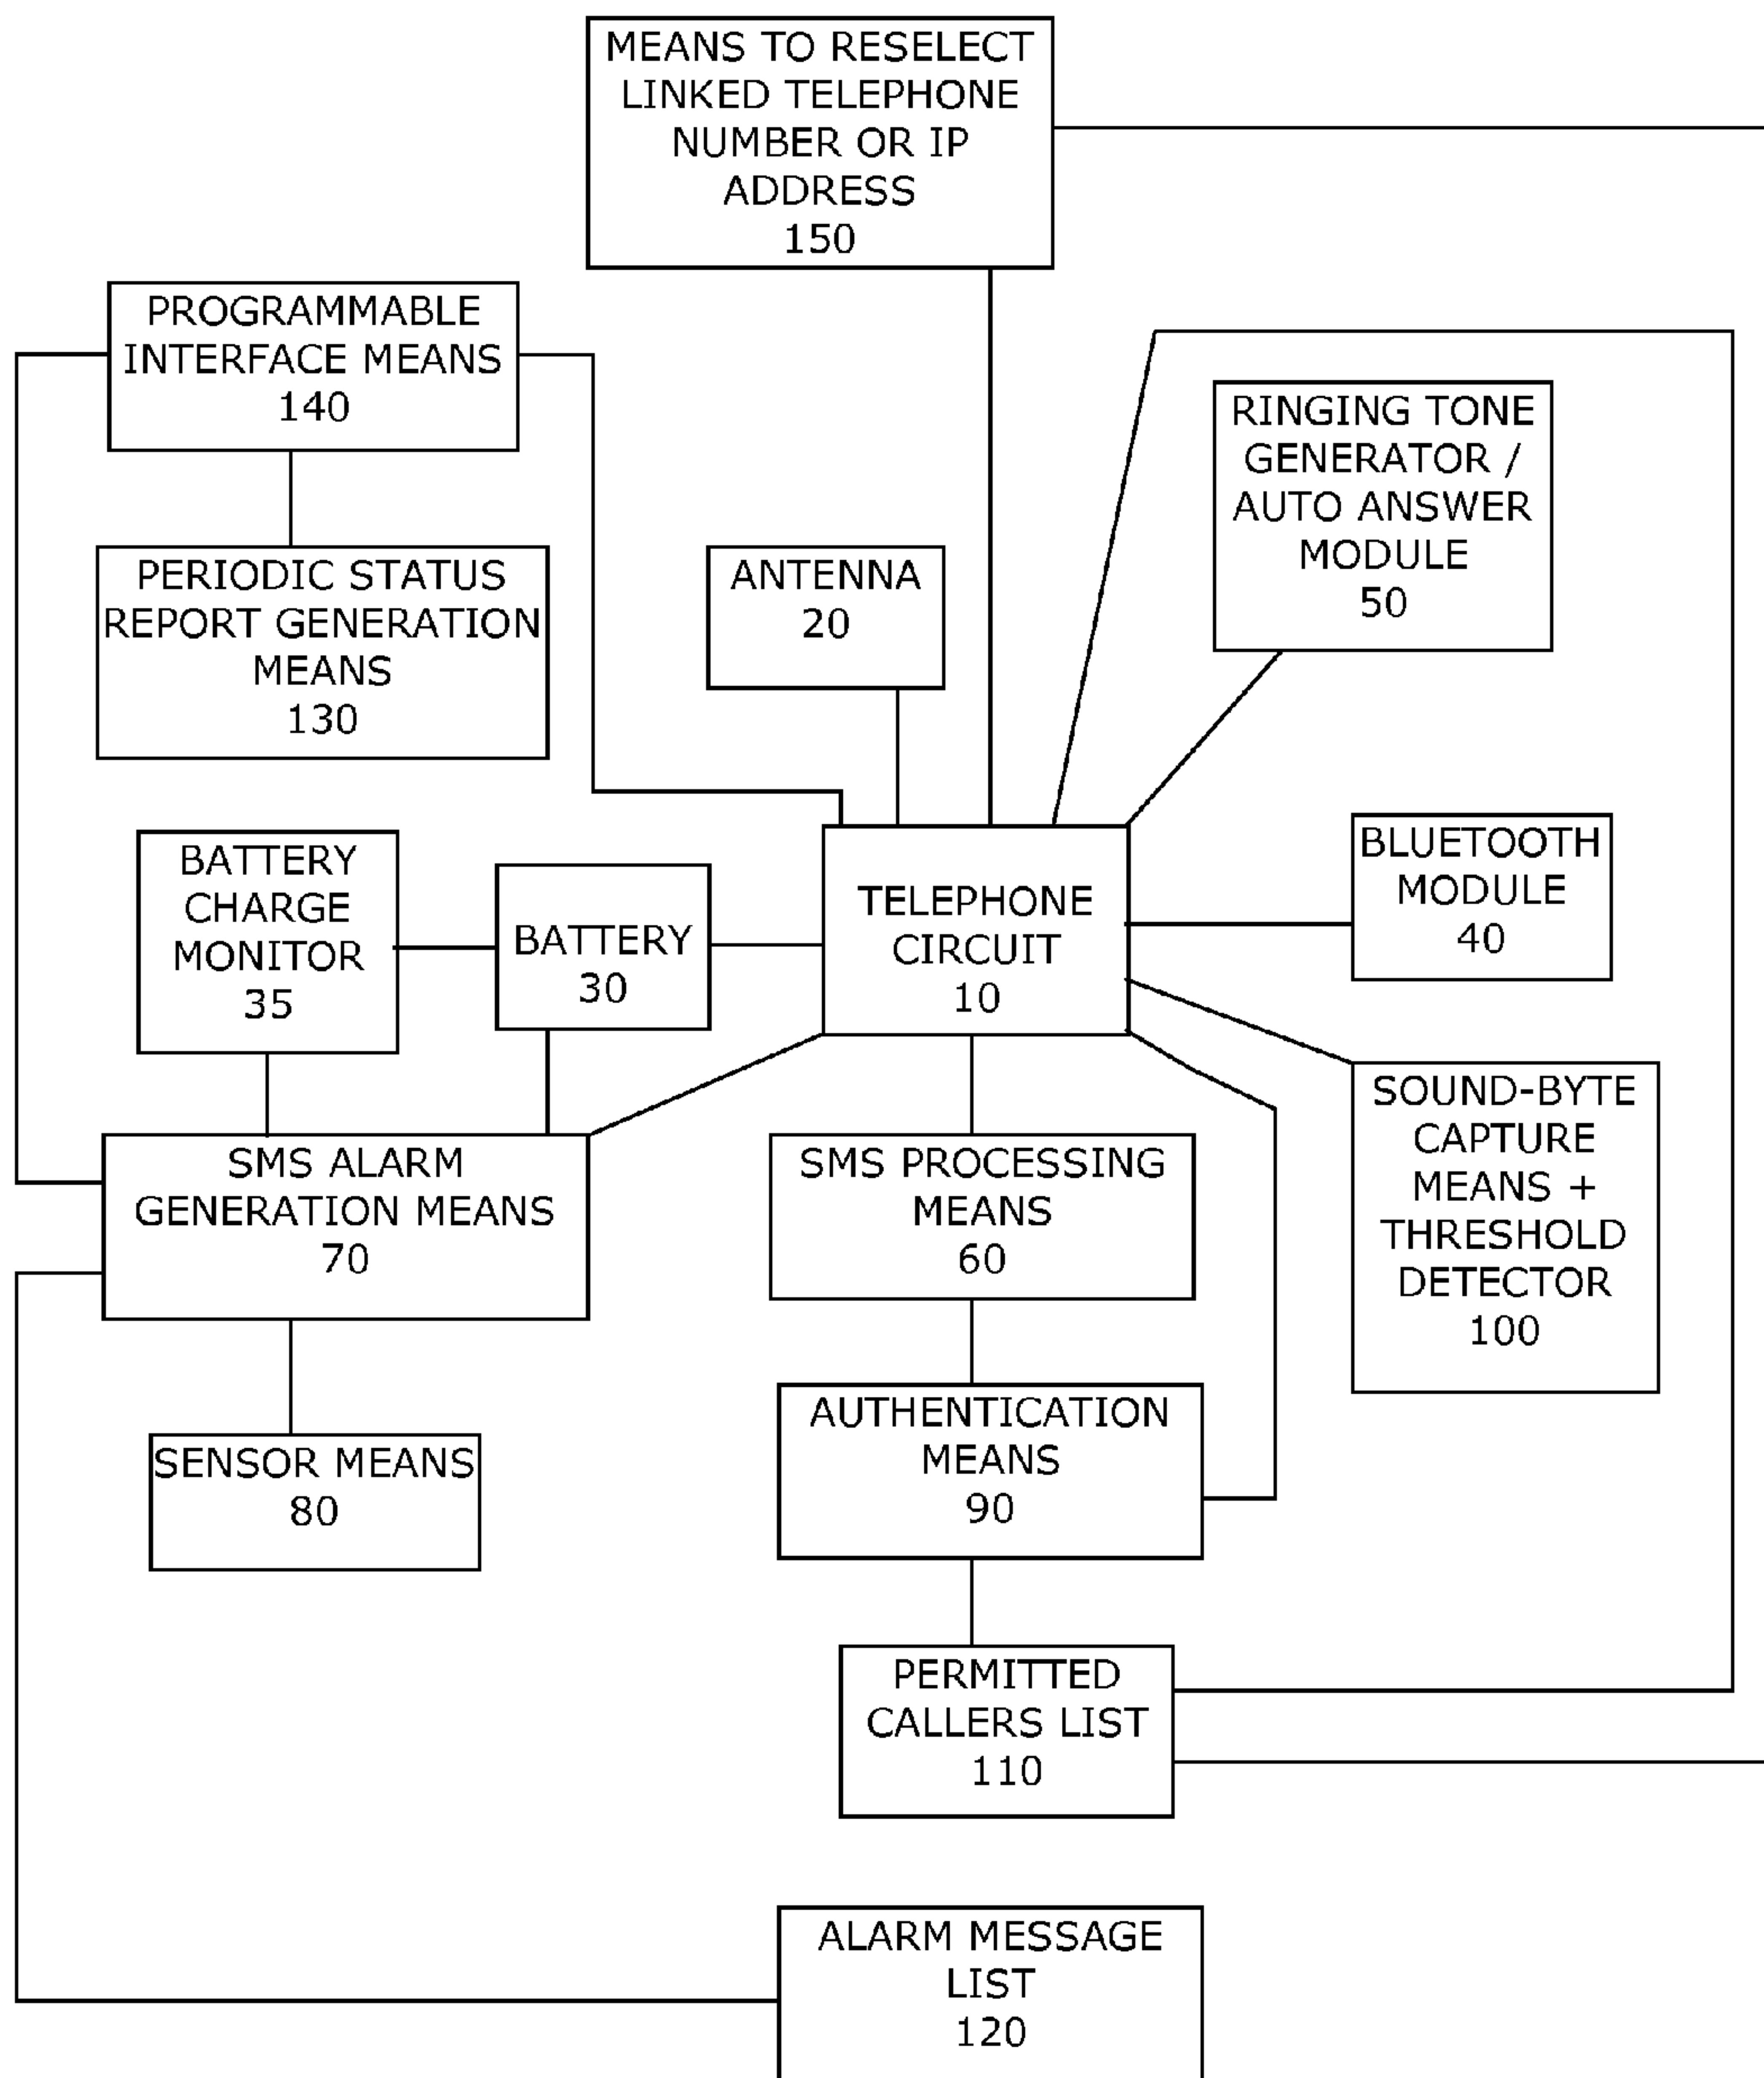 MEANS TO RESELECT
LINKED TELEPHONE
NUMBER OR IP
ADDRESS
150
PROGRAMMABLE
INTERFACE MEANS
140
RINGING TONE
GENERATOR /
AUTO ANSWER
MODULE
50
PERIODIC STATUS
REPORT GENERATION
MEANS
130
ANTENNA
20
BATTERY
CHARGE
MONITOR
35
BATTERY
30
TELEPHONE
CIRCUIT
10
BLUETOOTH
MODULE
40
SOUND-BYTE
CAPTURE
MEANS +
THRESHOLD
DETECTOR
100
SMS ALARM
GENERATION MEANS
70
SMS PROCESSING
MEANS
60
SENSOR MEANS
80
AUTHENTICATION
MEANS
90
PERMITTED
CALLERS LIST
110
ALARM MESSAGE
LIST
120